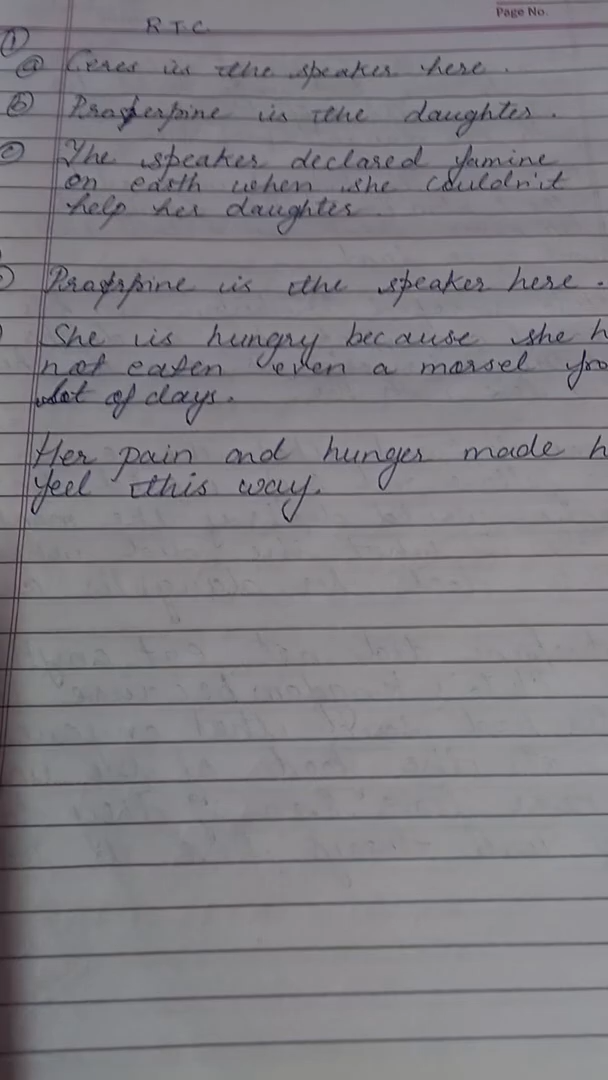 Page No.
R T.C.
①
ⓐ Ceres is the speaker here.
ⓑ Proserpine is the daughter.
ⓒ The speaker declared famine
on earth when she couldn't
help her daughter
Proserpine is the speaker here.
She is hungry because she h
not eaten even a morsel fro
lot of days.
Her pain and hunger made h
feel this way.